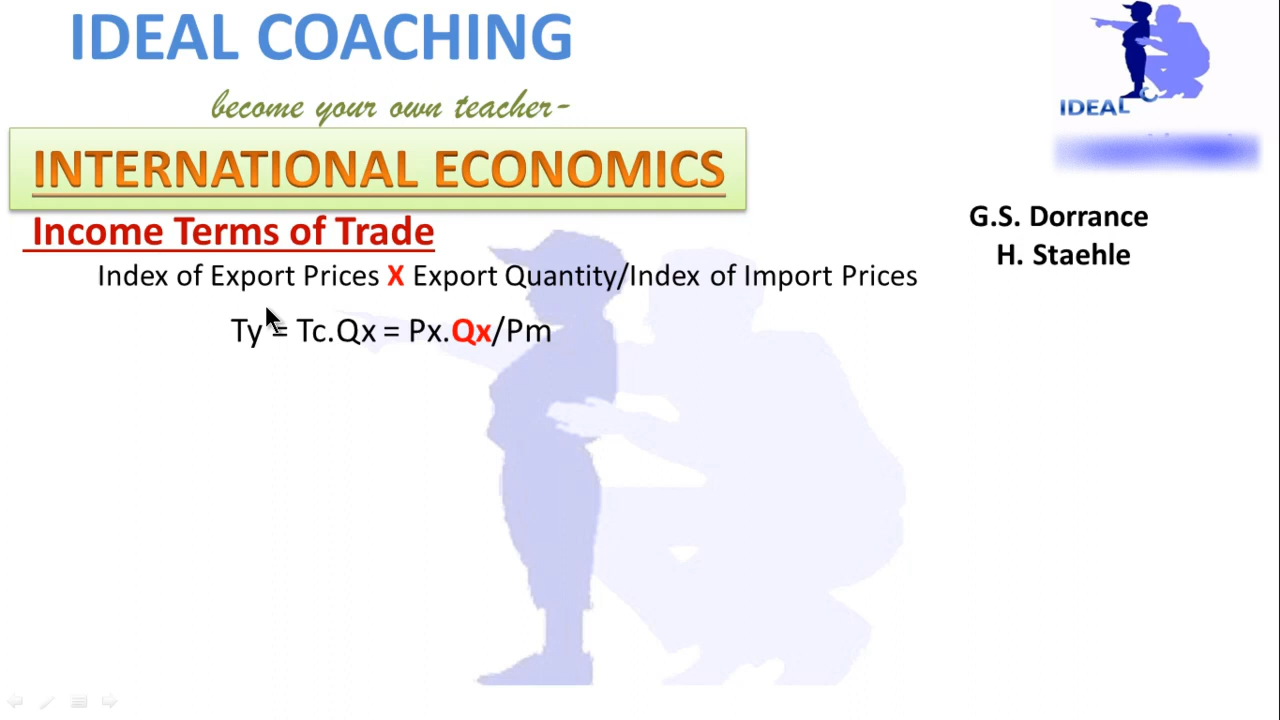 IDEAL COACHING
become your own teacher-
IDEAL C
INTERNATIONAL ECONOMICS
Income Terms of Trade
G.S. Dorrance
H. Staehle
Index of Export Prices X Export Quantity/Index of Import Prices
Ty = Tc.Qx = Px.Qx/Pm